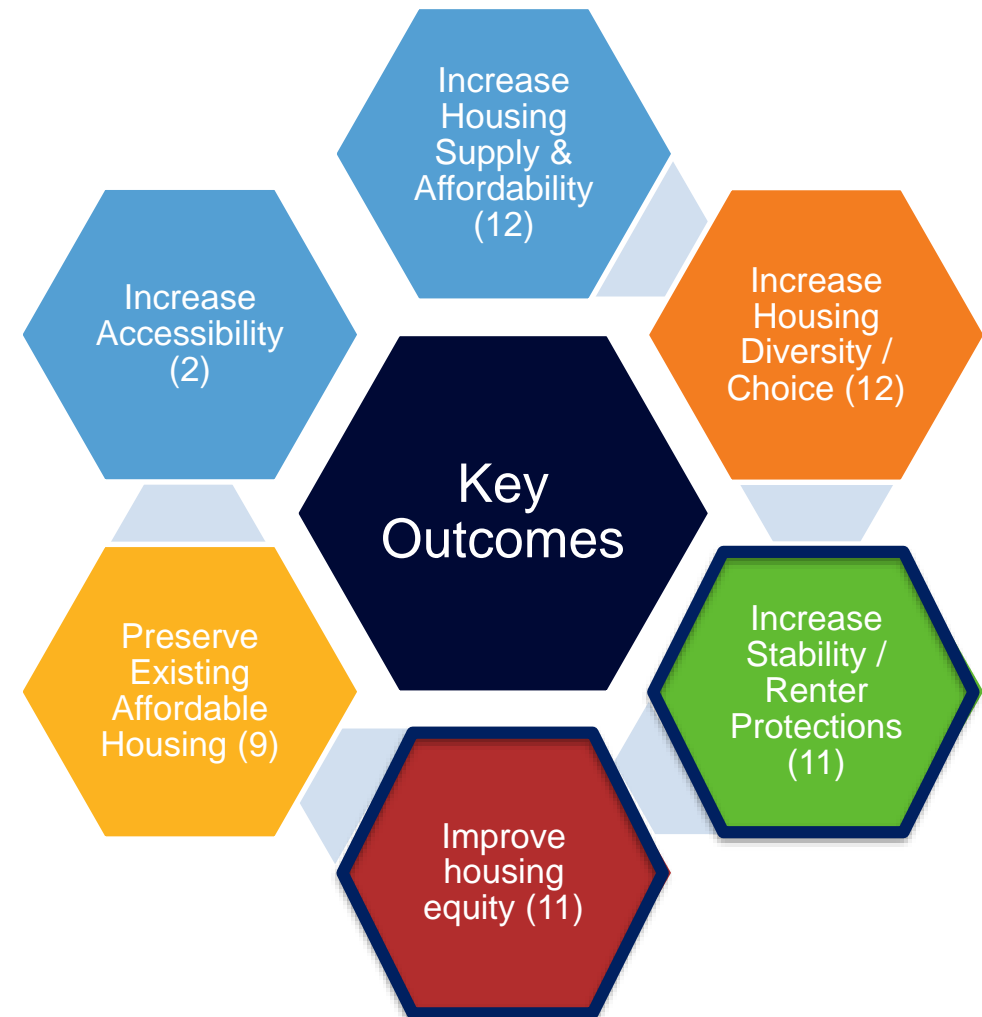 Increase
Housing
Supply &
Affordability
(12)
Increase
Accessibility
(2)
Increase
Housing
Diversity /
Choice (12)
Key
Outcomes
Preserve
Existing
Affordable
Housing (9)
Increase
Stability /
Renter
Protections
(11)
Improve
housing
equity (11)